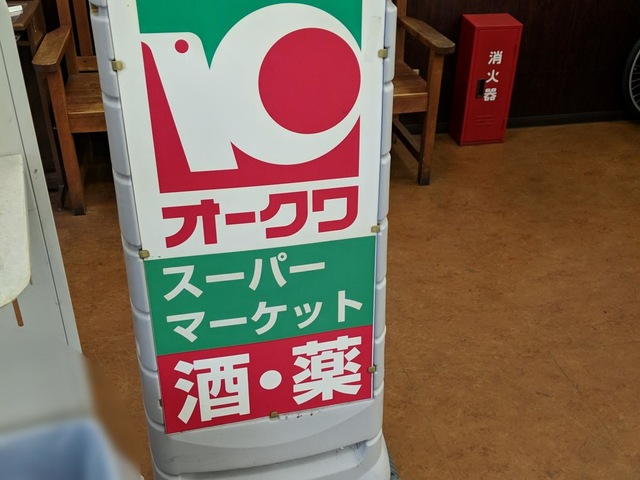 オークワ
スーパー
マーケット
酒・薬
消火器